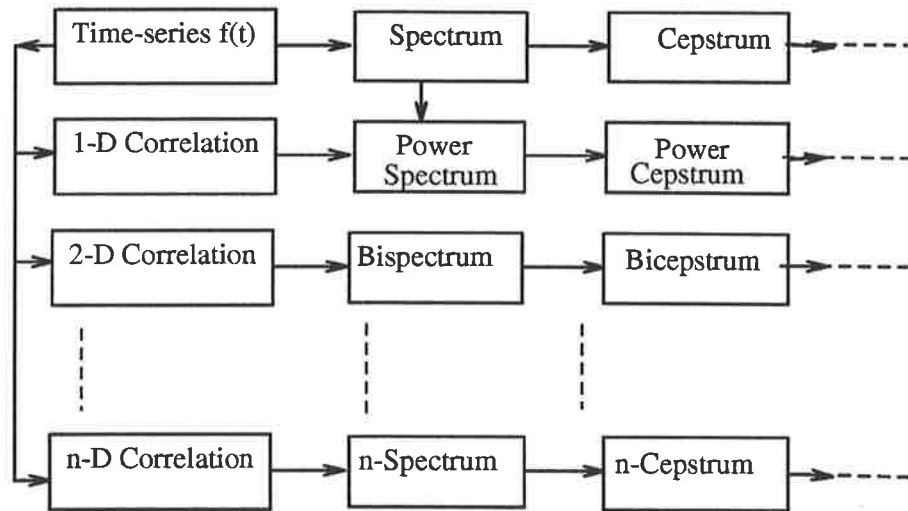 Time-series f(t)
Spectrum
Cepstrum
1-D Correlation
Power
Spectrum
Power
Cepstrum
2-D Correlation
Bispectrum
Bicepstrum
n-D Correlation
n-Spectrum
n-Cepstrum